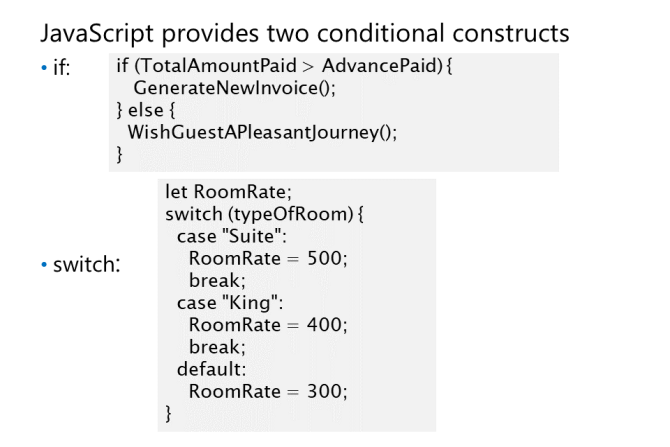 JavaScript provides two conditional constructs
• if:
if (TotalAmountPaid > AdvancePaid) {
GenerateNewInvoice();
} else {
WishGuestAPleasantJourney();
}
• switch:
let RoomRate;
switch (typeOfRoom) {
case "Suite":
RoomRate = 500;
break;
case "King":
RoomRate = 400;
break;
default:
RoomRate = 300;
}